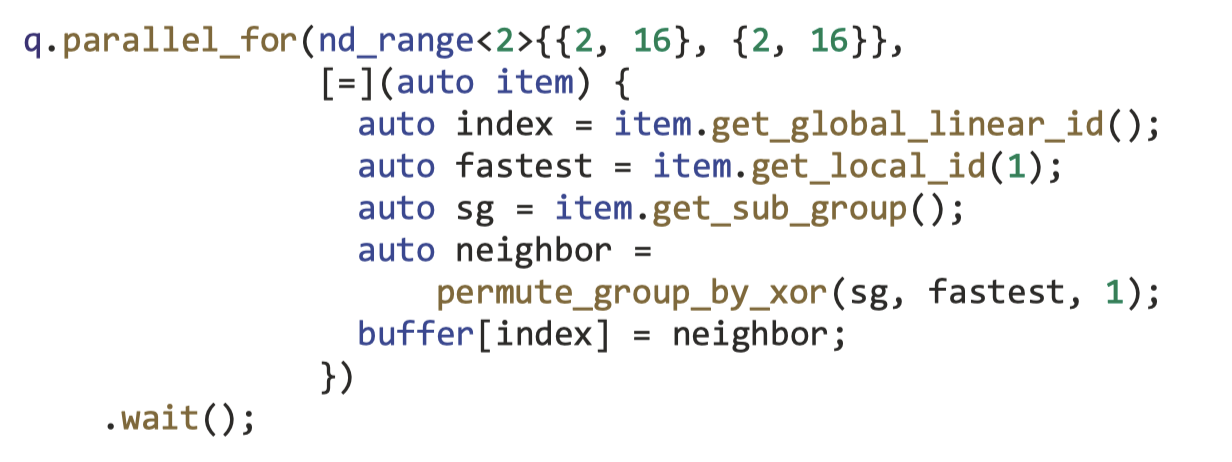 q.parallel_for(nd_range<2>{{2, 16}, {2, 16}},
               [=](auto item) {
                 auto index = item.get_global_linear_id();
                 auto fastest = item.get_local_id(1);
                 auto sg = item.get_sub_group();
                 auto neighbor =
                     permute_group_by_xor(sg, fastest, 1);
                 buffer[index] = neighbor;
               })
    .wait();